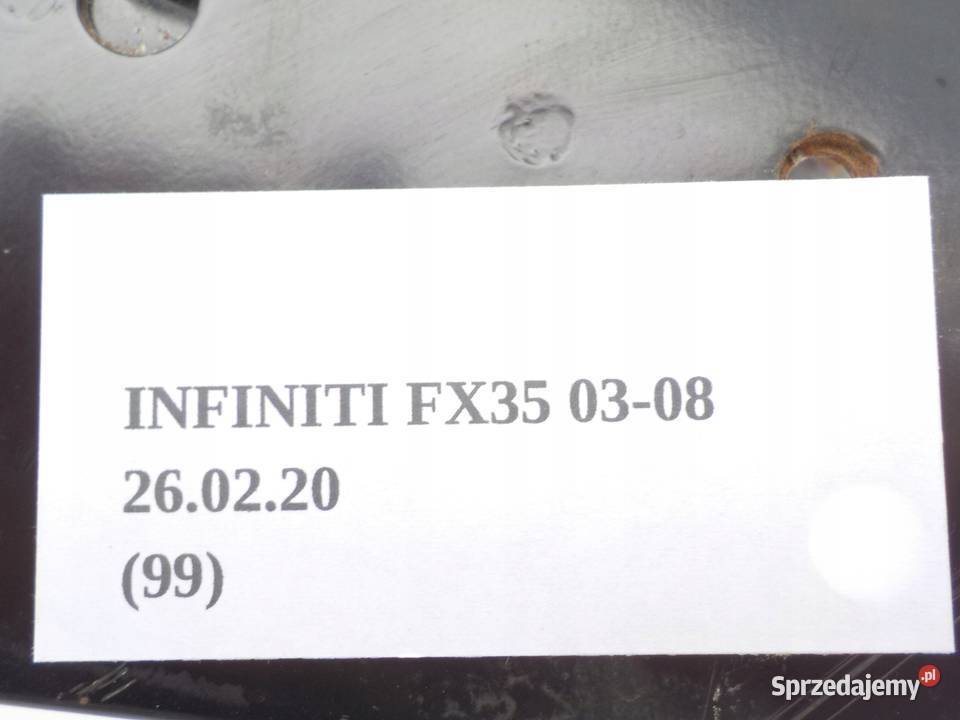 INFINITI FX35 03-08
26.02.20
(99)
Sprzedajemy.pl